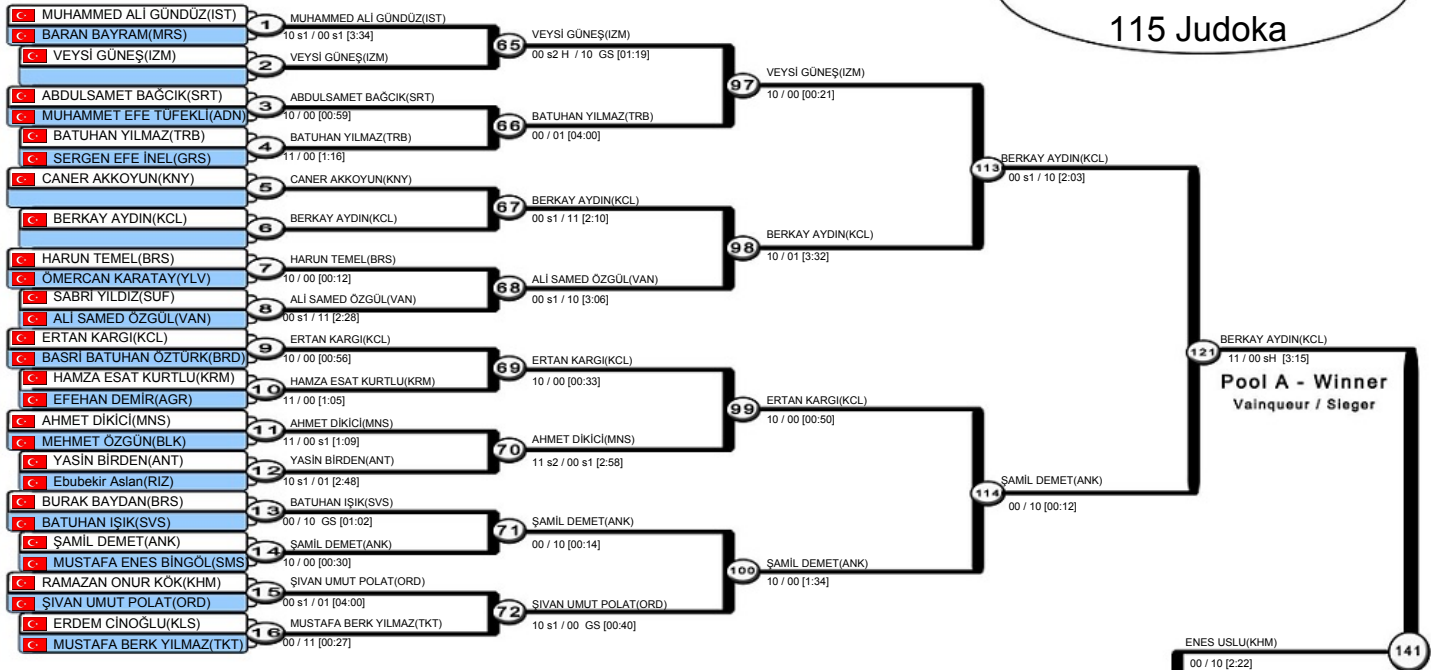 115 Judoka
MUHAMMED ALİ GÜNDÜZ(IST)
BARAN BAYRAM(MRS)
1
MUHAMMED ALİ GÜNDÜZ(IST)
10 s1 / 00 s1 [3:34]
VEYSİ GÜNEŞ(IZM)
2
VEYSİ GÜNEŞ(IZM)
65
VEYSİ GÜNEŞ(IZM)
00 s2 H / 10 GS [01:19]
ABDULSAMET BAĞCIK(SRT)
MUHAMMET EFE TÜFEKLİ(ADN)
3
ABDULSAMET BAĞCIK(SRT)
10 / 00 [00:59]
BATUHAN YILMAZ(TRB)
SERGEN EFE İNEL(GRS)
4
BATUHAN YILMAZ(TRB)
11 / 00 [1:16]
66
BATUHAN YILMAZ(TRB)
00 / 01 [04:00]
97
VEYSİ GÜNEŞ(IZM)
10 / 00 [00:21]
CANER AKKOYUN(KNY)
5
CANER AKKOYUN(KNY)
BERKAY AYDIN(KCL)
6
BERKAY AYDIN(KCL)
67
BERKAY AYDIN(KCL)
00 s1 / 11 [2:10]
HARUN TEMEL(BRS)
ÖMERCAN KARATAY(YLV)
7
HARUN TEMEL(BRS)
10 / 00 [00:12]
SABRİ YILDIZ(SUF)
ALİ SAMED ÖZGÜL(VAN)
8
ALİ SAMED ÖZGÜL(VAN)
00 s1 / 11 [2:28]
68
ALİ SAMED ÖZGÜL(VAN)
00 s1 / 10 [3:06]
98
BERKAY AYDIN(KCL)
10 / 01 [3:32]
113
BERKAY AYDIN(KCL)
00 s1 / 10 [2:03]
ERTAN KARGI(KCL)
BASRİ BATUHAN ÖZTÜRK(BRD)
9
ERTAN KARGI(KCL)
10 / 00 [00:56]
HAMZA ESAT KURTLU(KRM)
EFEHAN DEMİR(AGR)
10
HAMZA ESAT KURTLU(KRM)
11 / 00 [1:05]
69
ERTAN KARGI(KCL)
10 / 00 [00:33]
AHMET DİKİCİ(MNS)
MEHMET ÖZGÜN(BLK)
11
AHMET DİKİCİ(MNS)
11 / 00 s1 [1:09]
YASİN BİRDEN(ANT)
Ebubekir Aslan(RIZ)
12
YASİN BİRDEN(ANT)
10 s1 / 01 [2:48]
70
AHMET DİKİCİ(MNS)
11 s2 / 00 s1 [2:58]
99
ERTAN KARGI(KCL)
10 / 00 [00:50]
BURAK BAYDAN(BRS)
BATUHAN IŞIK(SVS)
13
BATUHAN IŞIK(SVS)
00 / 10 GS [01:02]
ŞAMİL DEMET(ANK)
MUSTAFA ENES BİNGÖL(SMS
14
ŞAMİL DEMET(ANK)
10 / 00 [00:30]
71
ŞAMİL DEMET(ANK)
00 / 10 [00:14]
RAMAZAN ONUR KÖK(KHM)
ŞIVAN UMUT POLAT(ORD)
15
ŞIVAN UMUT POLAT(ORD)
00 s1 / 01 [04:00]
ERDEM CİNOĞLU(KLS)
MUSTAFA BERK YILMAZ(TKT)
16
MUSTAFA BERK YILMAZ(TKT)
00 / 11 [00:27]
72
ŞIVAN UMUT POLAT(ORD)
10 s1 / 00 GS [00:40]
100
ŞAMİL DEMET(ANK)
10 / 00 [1:34]
114
ŞAMİL DEMET(ANK)
00 / 10 [00:12]
121
BERKAY AYDIN(KCL)
11 / 00 sH [3:15]
Pool A - Winner
Vainqueur / Sieger
141
ENES USLU(KHM)
00 / 10 [2:22]